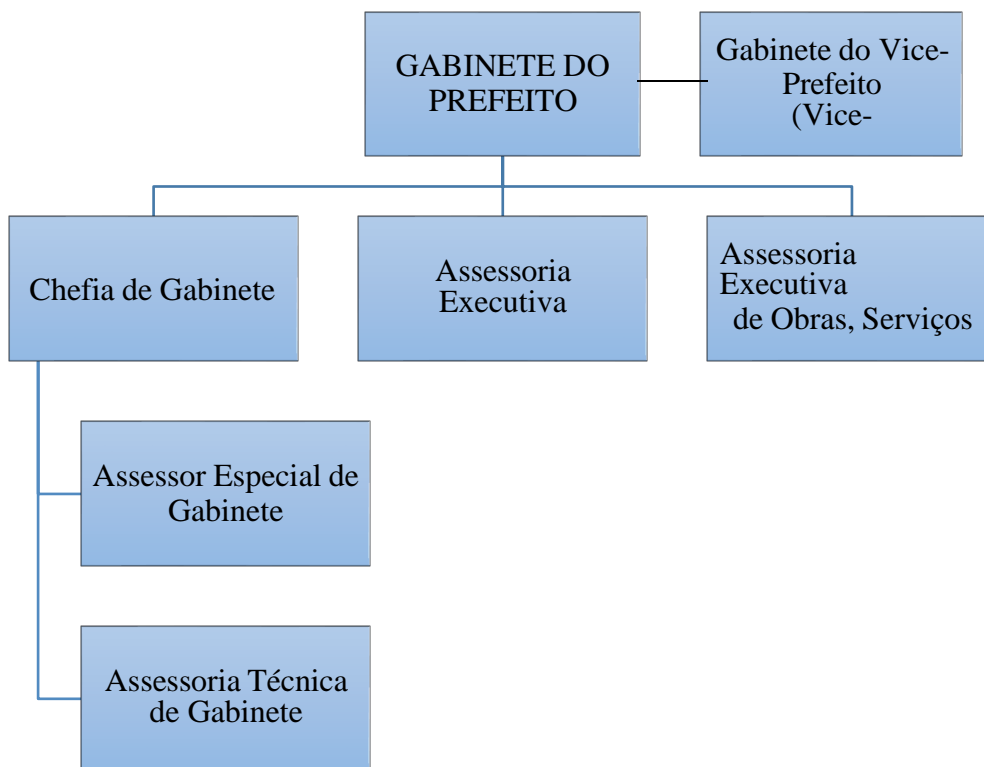 GABINETE DO
PREFEITO
Gabinete do Vice-
Prefeito
(Vice-
Chefia de Gabinete
Assessoria
Executiva
Assessoria
Executiva
de Obras, Serviços
Assessor Especial de
Gabinete
Assessoria Técnica
de Gabinete